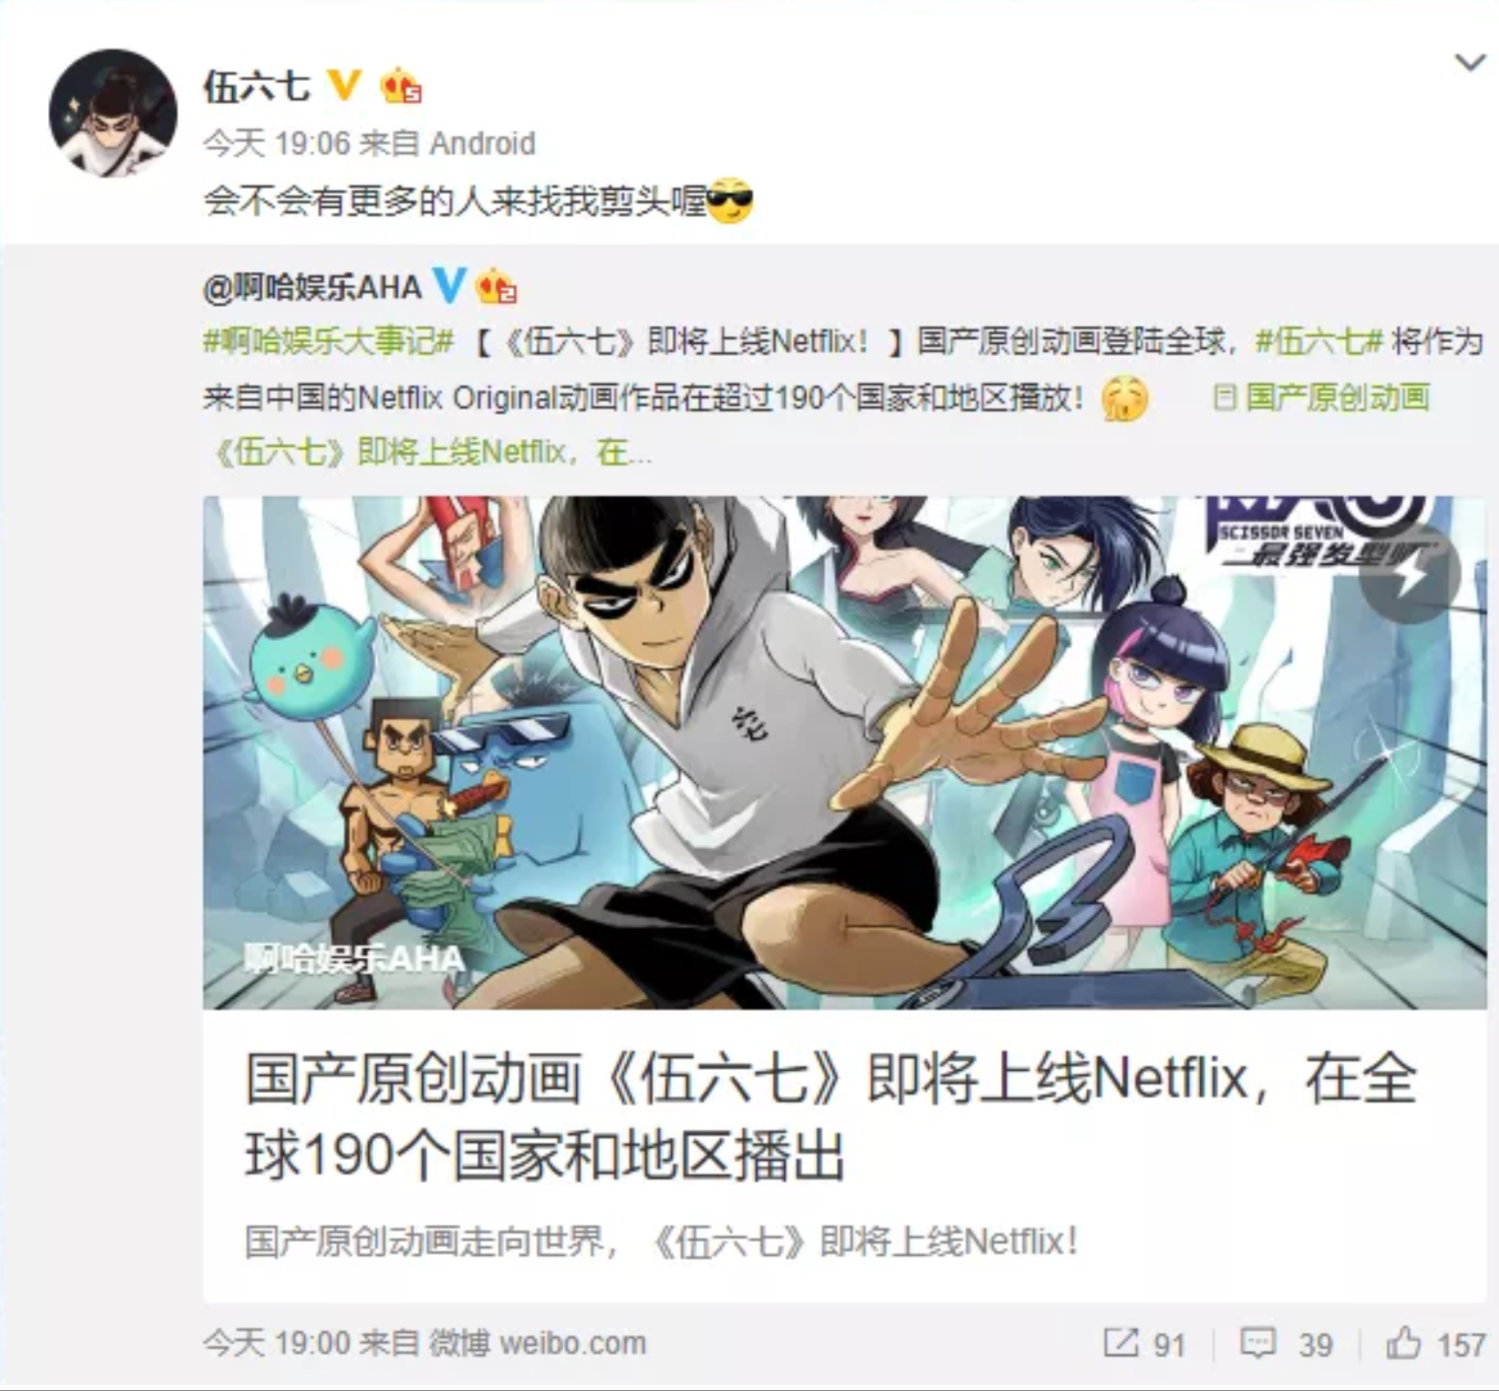 伍六七
今天 19:06 来自 Android
会不会有更多的人来找我剪头喔
@啊哈娱乐AHA
#啊哈娱乐大事记# 【《伍六七》即将上线Netflix！】国产原创动画登陆全球，#伍六七# 将作为
来自中国的Netflix Original动画作品在超过190个国家和地区播放！ 国产原创动画
《伍六七》即将上线Netflix，在...
SCISSOR SEVEN
最强发型师
六七
啊哈娱乐AHA
国产原创动画《伍六七》即将上线Netflix，在全
球190个国家和地区播出
国产原创动画走向世界，《伍六七》即将上线Netflix！
今天 19:00 来自 微博 weibo.com
91 39 157